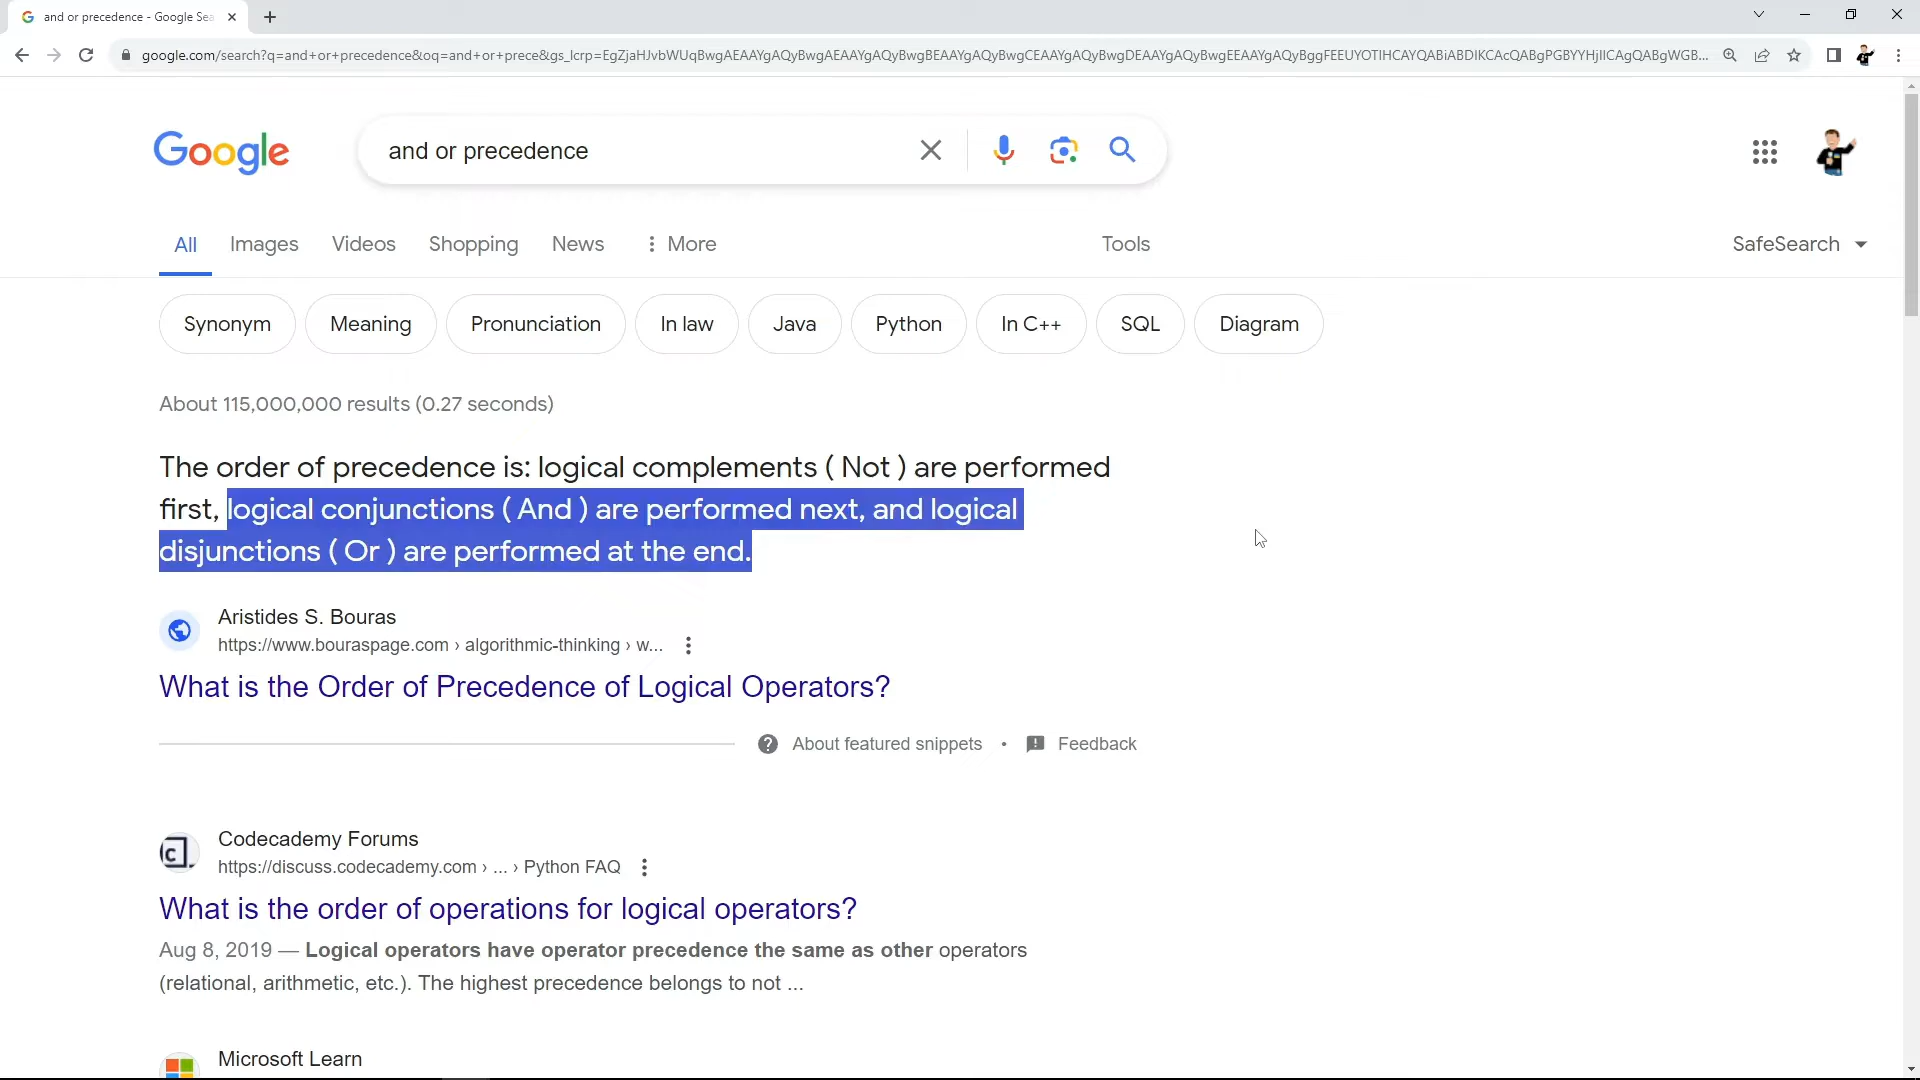 and or precedence - Google Sea
google.com/search?q=and+or+precedence&oq=and+or+prece&gs_lcrp=EgZjaHJvbWUqBwgAEAAYgAQyBwgAEAAYgAQyBwgBEAAYgAQyBwgCEAAYgAQyBwgDEAAYgAQyBwgEEAAYgAQyBggFEEUYOTIHCAYQABiABDIKCAcQABgPGBYYHjIICAgQABgWGB...
Google
and or precedence
All Images Videos Shopping News More Tools SafeSearch
Synonym Meaning Pronunciation In law Java Python In C++ SQL Diagram
About 115,000,000 results (0.27 seconds)
The order of precedence is: logical complements ( Not ) are performed
first, logical conjunctions ( And ) are performed next, and logical
disjunctions ( Or ) are performed at the end.
Aristides S. Bouras
https://www.bouraspage.com › algorithmic-thinking › w...
What is the Order of Precedence of Logical Operators?
About featured snippets • Feedback
Codecademy Forums
https://discuss.codecademy.com › ... › Python FAQ
What is the order of operations for logical operators?
Aug 8, 2019 — Logical operators have operator precedence the same as other operators
(relational, arithmetic, etc.). The highest precedence belongs to not ...
Microsoft Learn